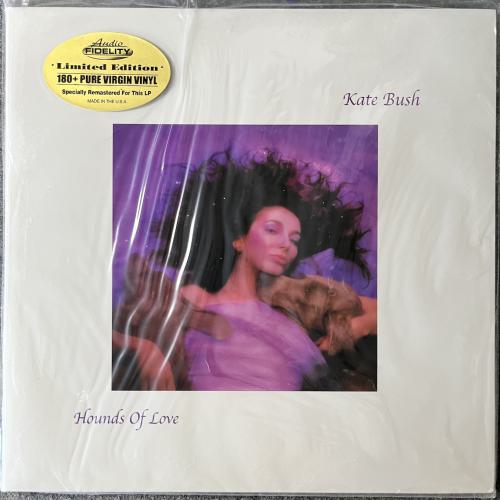 Audio
FIDELITY
· Limited Edition ·
180+ PURE VIRGIN VINYL
Specially Remastered For This LP
MADE IN THE U.S.A.
Kate Bush
Hounds Of Love